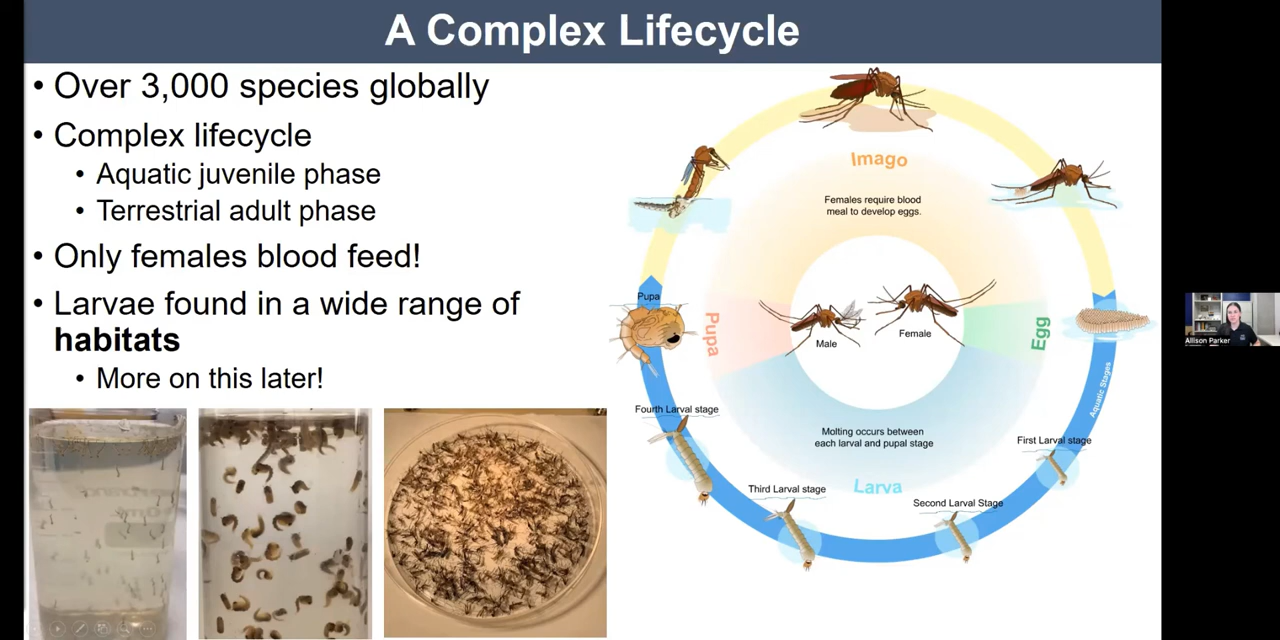 A Complex Lifecycle
• Over 3,000 species globally
• Complex lifecycle
• Aquatic juvenile phase
• Terrestrial adult phase
• Only females blood feed!
• Larvae found in a wide range of
habitats
• More on this later!
Imago
Females require blood
meal to develop eggs.
Pupa
Pupa
Male
Female
Egg
Aquatic Stages
Fourth Larval stage
Molting occurs between
each larval and pupal stage
First Larval stage
Third Larval stage
Larva
Second Larval Stage
Allison Parker